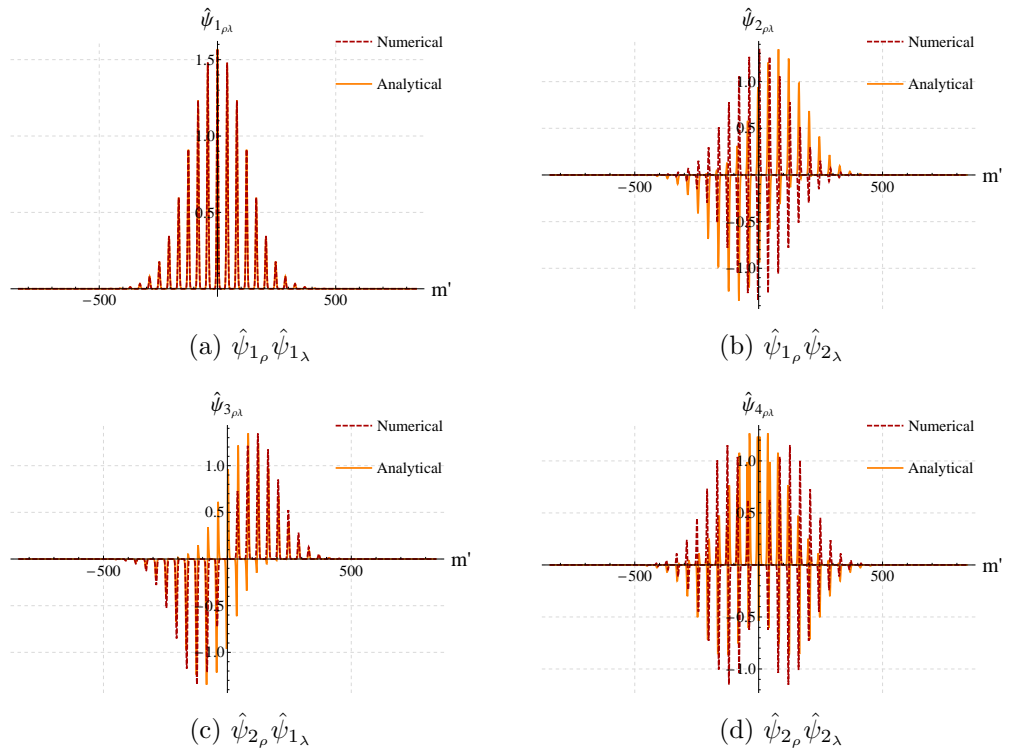 ψ̂₁ρλ
Numerical
Analytical
1.5
1.0
0.5
−500
500
m'
(a) ψ̂₁ρ ψ̂₁λ
ψ̂₂ρλ
Numerical
Analytical
1.0
0.5
−500
500
m'
−0.5
−1.0
(b) ψ̂₁ρ ψ̂₂λ
ψ̂₃ρλ
Numerical
Analytical
1.0
0.5
−500
500
m'
−0.5
−1.0
(c) ψ̂₂ρ ψ̂₁λ
ψ̂₄ρλ
Numerical
Analytical
1.0
0.5
−500
500
m'
−0.5
−1.0
(d) ψ̂₂ρ ψ̂₂λ